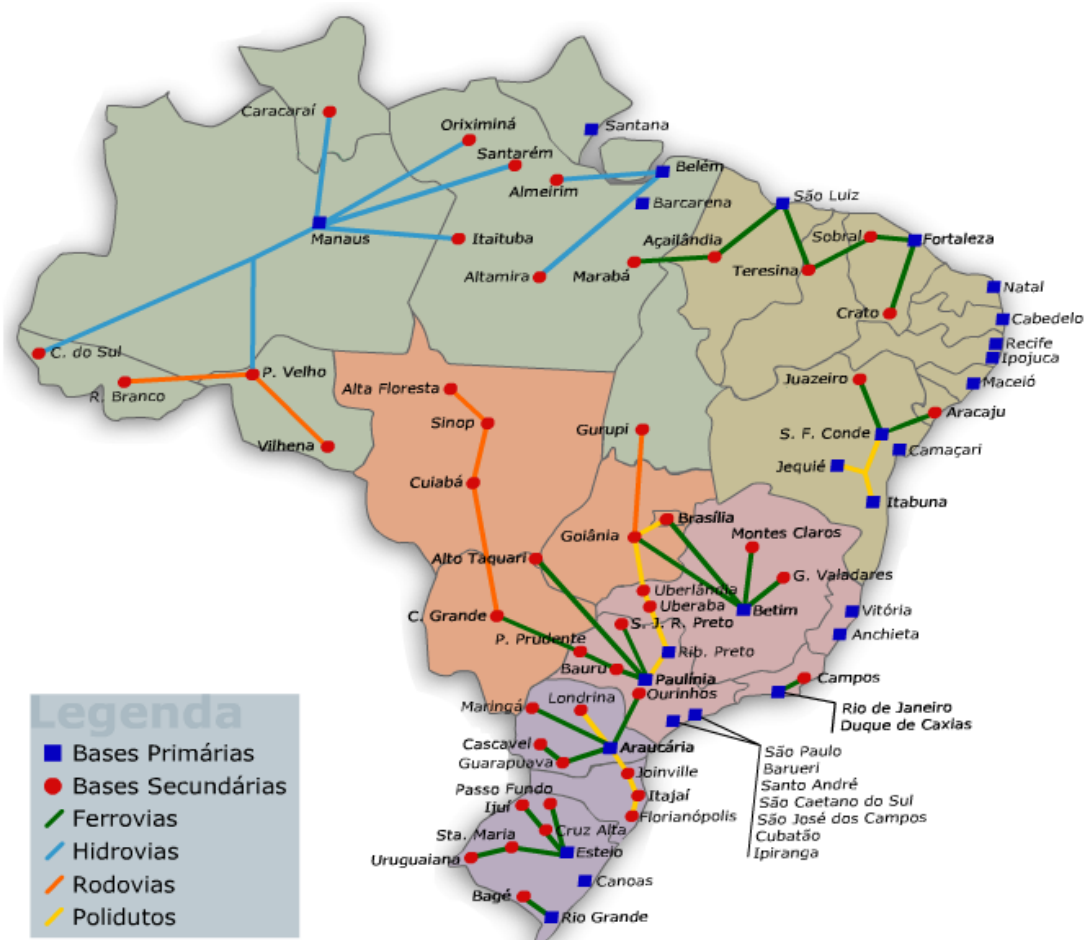 Caracaraí
Oriximiná
Santarém
Almeirim
Santana
Belém
Barcarena
Manaus
Itaituba
Altamira
Marabá
Açailândia
São Luiz
Teresina
Sobral
Fortaleza
Crato
Natal
Cabedelo
Recife
Ipojuca
Maceió
C. do Sul
R. Branco
P. Velho
Vilhena
Alta Floresta
Sinop
Cuiabá
Gurupi
Juazeiro
Aracaju
S. F. Conde
Camaçari
Jequié
Itabuna
Goiânia
Brasília
Montes Claros
G. Valadares
Alto Taquari
Uberlândia
Uberaba
Betim
Vitória
Anchieta
C. Grande
S. J. R. Preto
P. Prudente
Rib. Preto
Bauru
Paulínia
Ourinhos
Campos
Rio de Janeiro
Duque de Caxias
Maringá
Londrina
Cascavel
Guarapuava
Araucária
São Paulo
Barueri
Santo André
São Caetano do Sul
São José dos Campos
Cubatão
Ipiranga
Joinville
Itajaí
Florianópolis
Passo Fundo
Ijuí
Cruz Alta
Sta. Maria
Uruguaiana
Esteio
Canoas
Bagé
Rio Grande
Legenda
Bases Primárias
Bases Secundárias
Ferrovias
Hidrovias
Rodovias
Polidutos